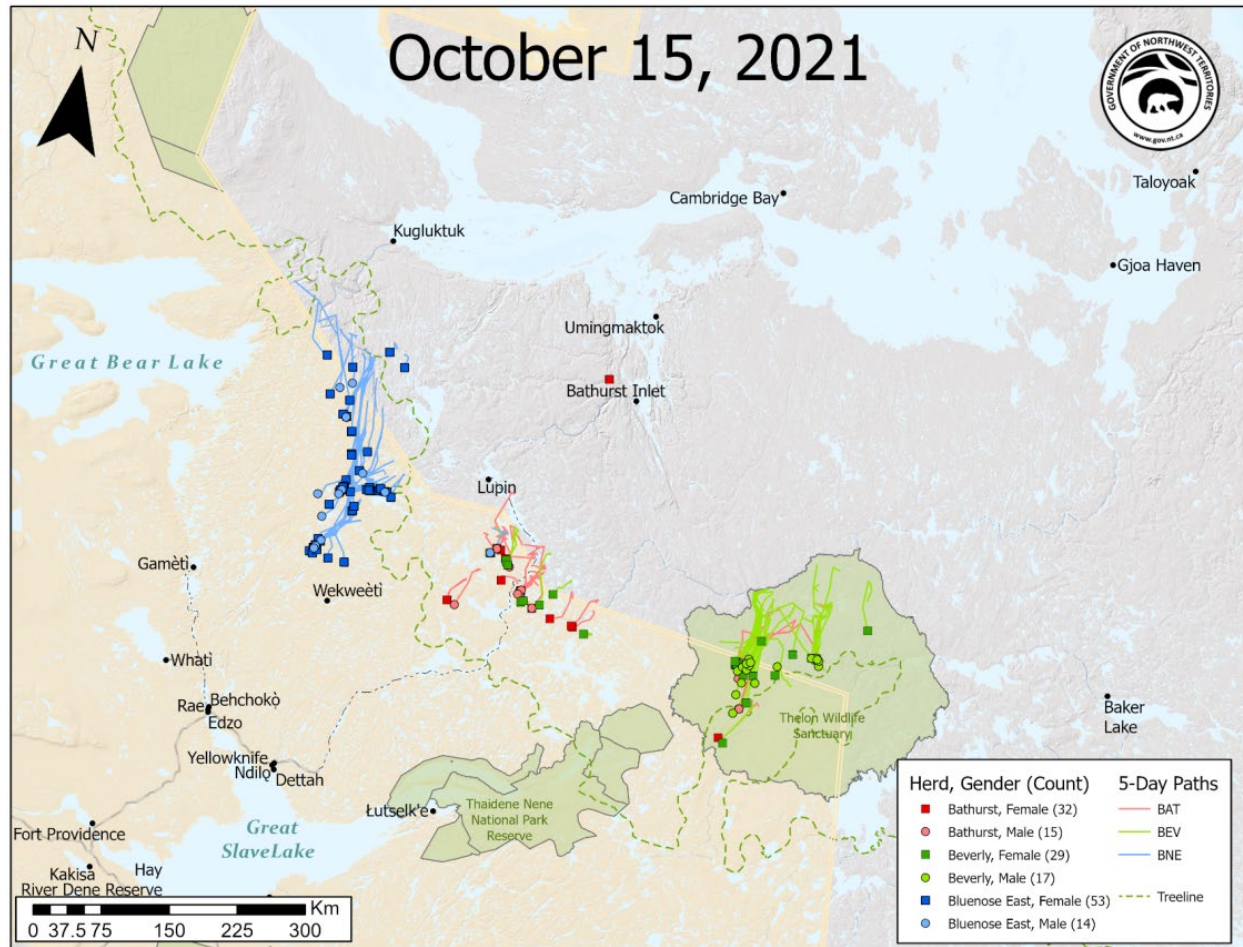 October 15, 2021
N
GOVERNMENT OF NORTHWEST TERRITORIES
www.gov.nt.ca
Taloyoak
Cambridge Bay
Kugluktuk
Gjoa Haven
Umingmaktok
Great Bear Lake
Bathurst Inlet
Lupin
Gamètì
Wekweètì
Whatì
Behchokò
Rae
Edzo
Baker
Lake
Thelon Wildlife
Sanctuary
Yellowknife
Ndilo
Dettah
Łutselk'e
Thaidene Nene
National Park
Reserve
Fort Providence
Great
Slave Lake
Kakisa
Hay
River Dene Reserve
Km
0 37.5 75 150 225 300
Herd, Gender (Count)
Bathurst, Female (32)
Bathurst, Male (15)
Beverly, Female (29)
Beverly, Male (17)
Bluenose East, Female (53)
Bluenose East, Male (14)
5-Day Paths
BAT
BEV
BNE
Treeline